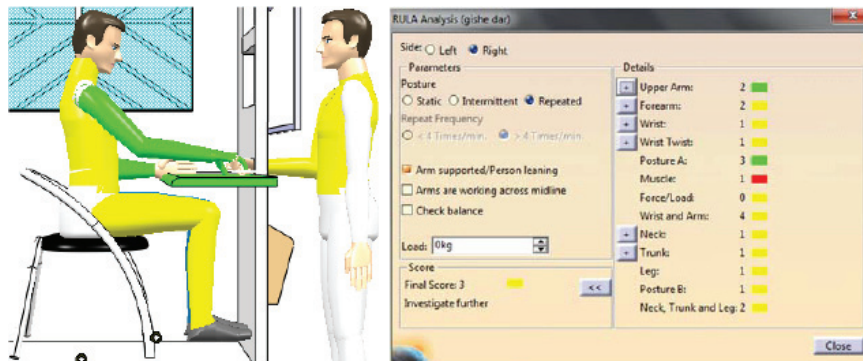 RULA Analysis (gishe dar)
Side: Left Right
Parameters
Posture
Static Intermittent Repeated
Repeat Frequency
< 4 Times/min. > 4 Times/min.
Arm supported/Person leaning
Arms are working across midline
Check balance
Load: 0kg
Score
Final Score: 3
Investigate further
<<
Details
+ Upper Arm: 2
+ Forearm: 2
+ Wrist: 1
+ Wrist Twist: 1
Posture A: 3
Muscle: 1
Force/Load: 0
Wrist and Arm: 4
+ Neck: 1
+ Trunk: 1
Leg: 1
Posture B: 1
Neck, Trunk and Leg: 2
Close